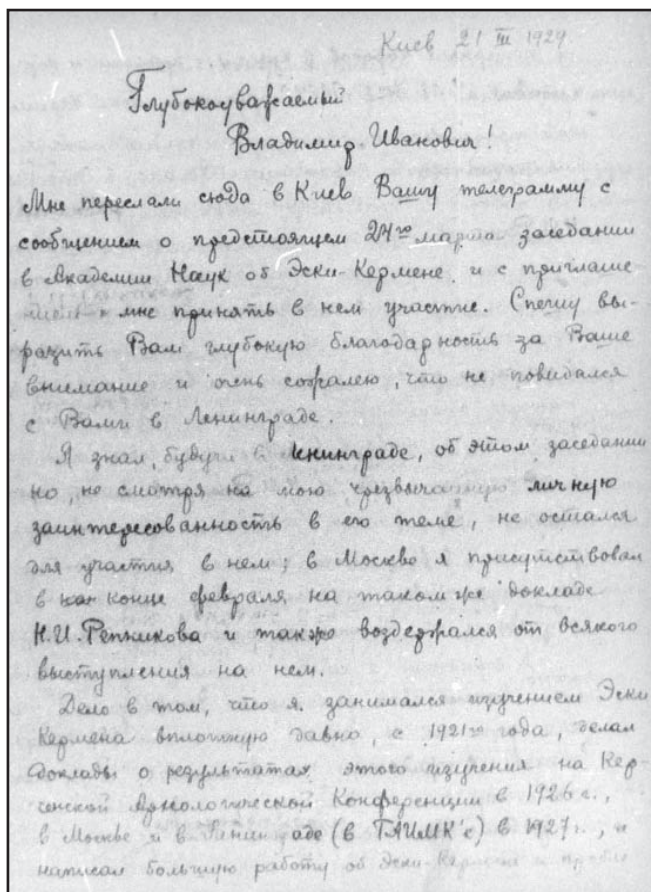 Киев 21 III 1929
Глубокоуважаемый
Владимир Иванович!
Мне переслали сюда в Киев Вашу телеграмму с
сообщением о предстоящем 24го марта заседании
в Академии Наук об Эски-Кермене и с приглаше
нием мне принять в нем участие. Спешу вы-
разить Вам глубокую благодарность за Ваше
внимание и очень сожалею, что не повидался
с Вами в Ленинграде.
Я знал, будучи в Ленинграде, об этом заседании
но, не смотря на мою чрезвычайную личную
заинтересованность в его теме, не остался
для участия в нем; в Москве я присутствовал
в конце февраля на таком же докладе
Н.И. Репникова и также воздержался от всякого
выступления на нем.
Дело в том, что я занимался изучением Эски
Кермена вплотную давно, с 1921го года, делал
доклады о результатах этого изучения на Кер-
ченской Археологической Конференции в 1926 г.,
в Москве и в Ленинграде (в ГАИМК'е) в 1927 г., и
написал большую работу об Эски-Кермене и пробле